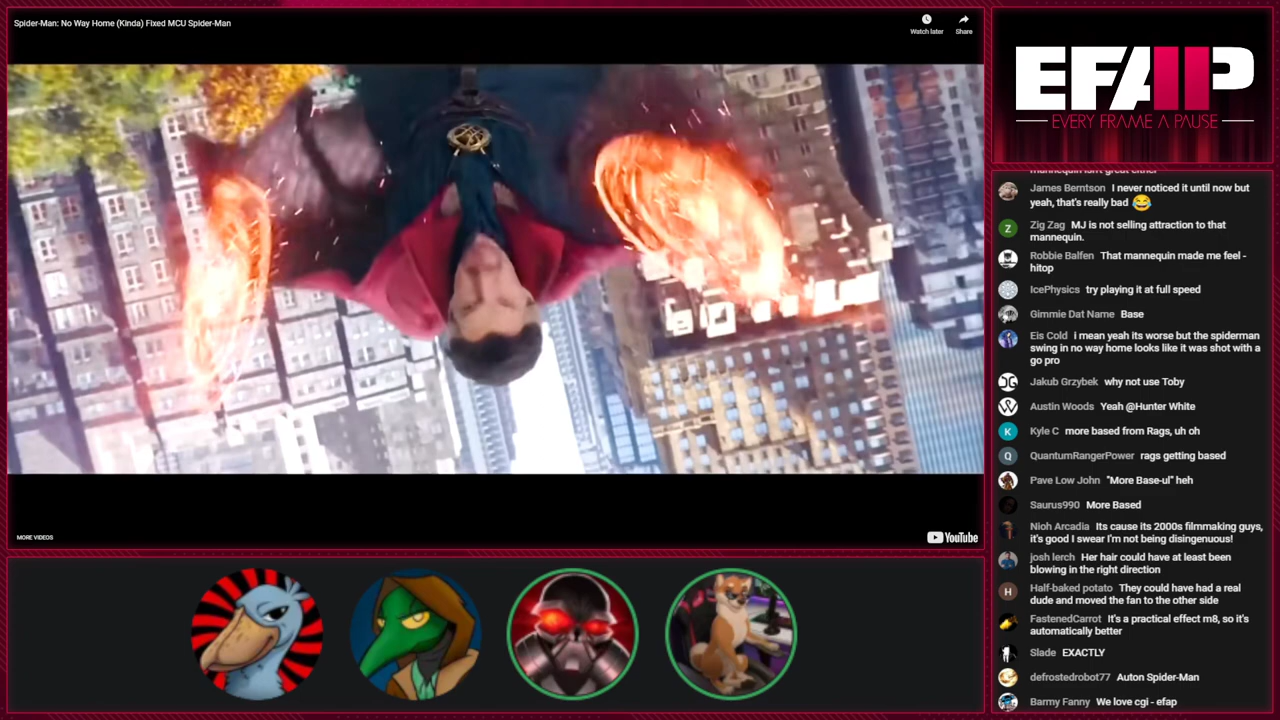 Spider-Man: No Way Home (Kinda) Fixed MCU Spider-Man
Watch later
Share
MORE VIDEOS
YouTube
EFAP
EVERY FRAME A PAUSE
mannequin isn't great either
James Berntson I never noticed it until now but
yeah, that's really bad 😂
Zig Zag MJ is not selling attraction to that
mannequin.
Robbie Balfen That mannequin made me feel -
hitop
IcePhysics try playing it at full speed
Gimmie Dat Name Base
Eis Cold i mean yeah its worse but the spiderman
swing in no way home looks like it was shot with a
go pro
Jakub Grzybek why not use Toby
Austin Woods Yeah @Hunter White
Kyle C more based from Rags, uh oh
QuantumRangerPower rags getting based
Pave Low John "More Base-ul" heh
Saurus990 More Based
Nioh Arcadia Its cause its 2000s filmmaking guys,
it's good I swear I'm not being disingenuous!
josh lerch Her hair could have at least been
blowing in the right direction
Half-baked potato They could have had a real
dude and moved the fan to the other side
FastenedCarrot It's a practical effect m8, so it's
automatically better
Slade EXACTLY
defrostedrobot77 Auton Spider-Man
Barmy Fanny We love cgi - efap